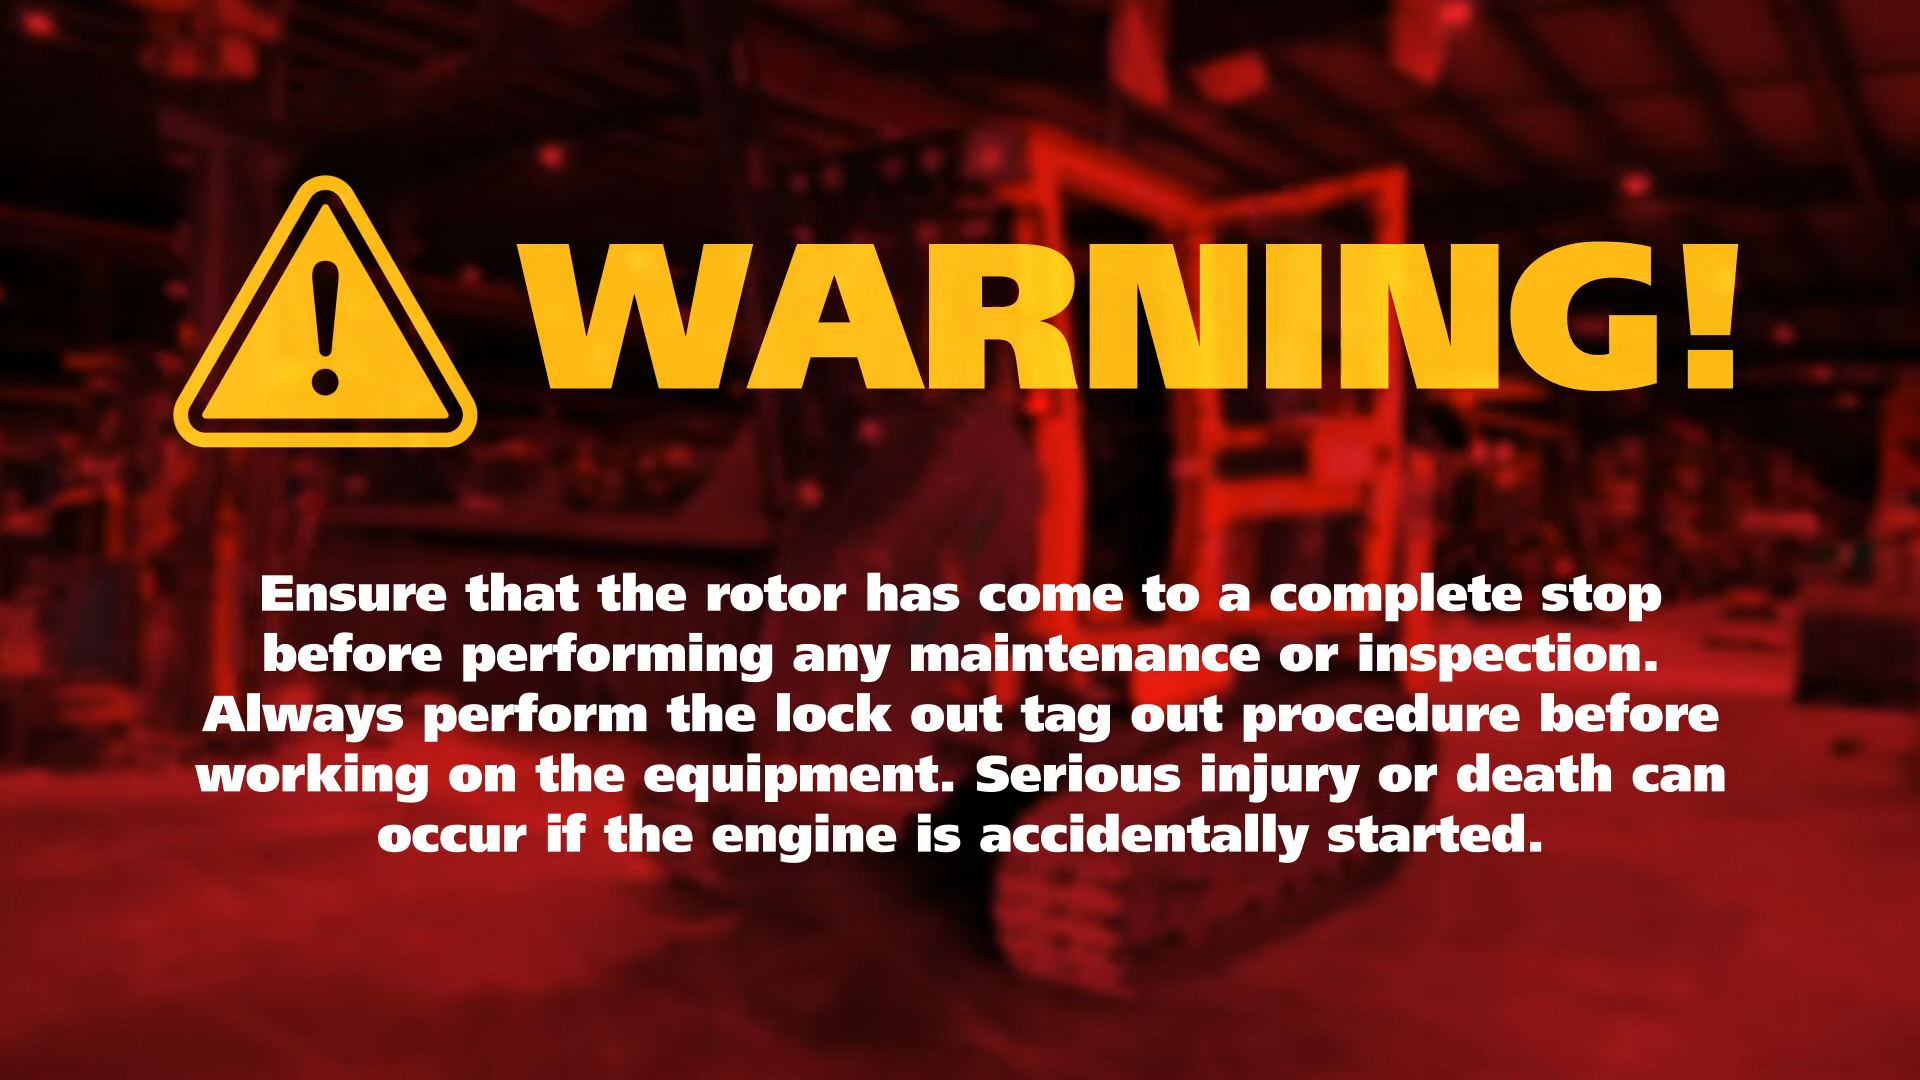 WARNING!
Ensure that the rotor has come to a complete stop
before performing any maintenance or inspection.
Always perform the lock out tag out procedure before
working on the equipment. Serious injury or death can
occur if the engine is accidentally started.